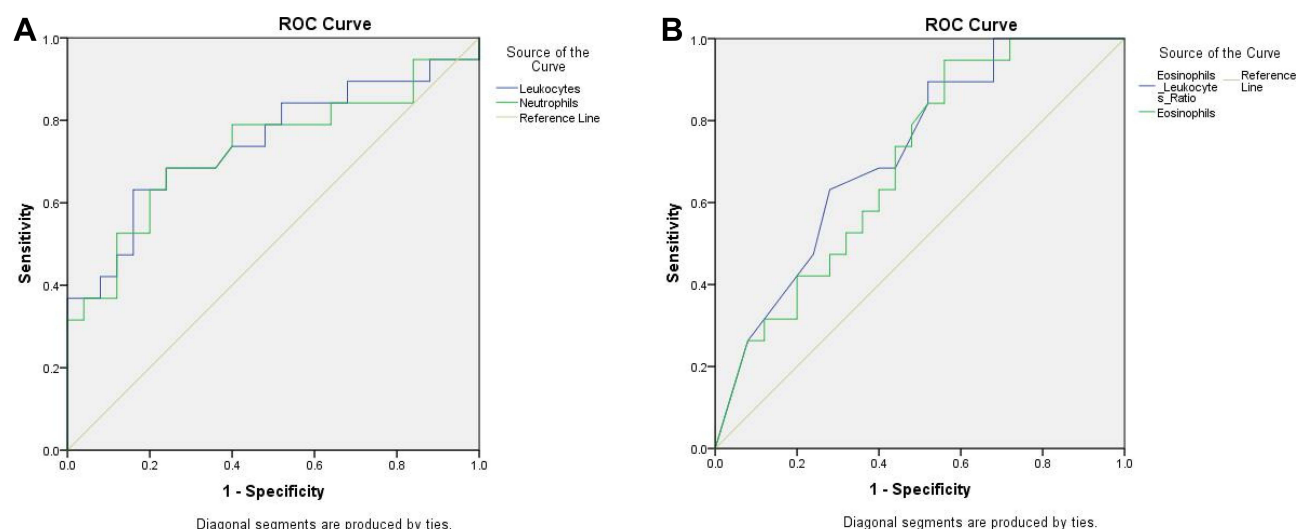 A
ROC Curve
Source of the
Curve
Leukocytes
Neutrophils
Reference Line
1.0
0.8
0.6
0.4
0.2
0.0
Sensitivity
0.0 0.2 0.4 0.6 0.8 1.0
1 - Specificity
Diagonal segments are produced by ties.
B
ROC Curve
Source of the Curve
Eosinophils
_Leukocyte
s_Ratio
Eosinophils
Reference
Line
1.0
0.8
0.6
0.4
0.2
0.0
Sensitivity
0.0 0.2 0.4 0.6 0.8 1.0
1 - Specificity
Diagonal segments are produced by ties.